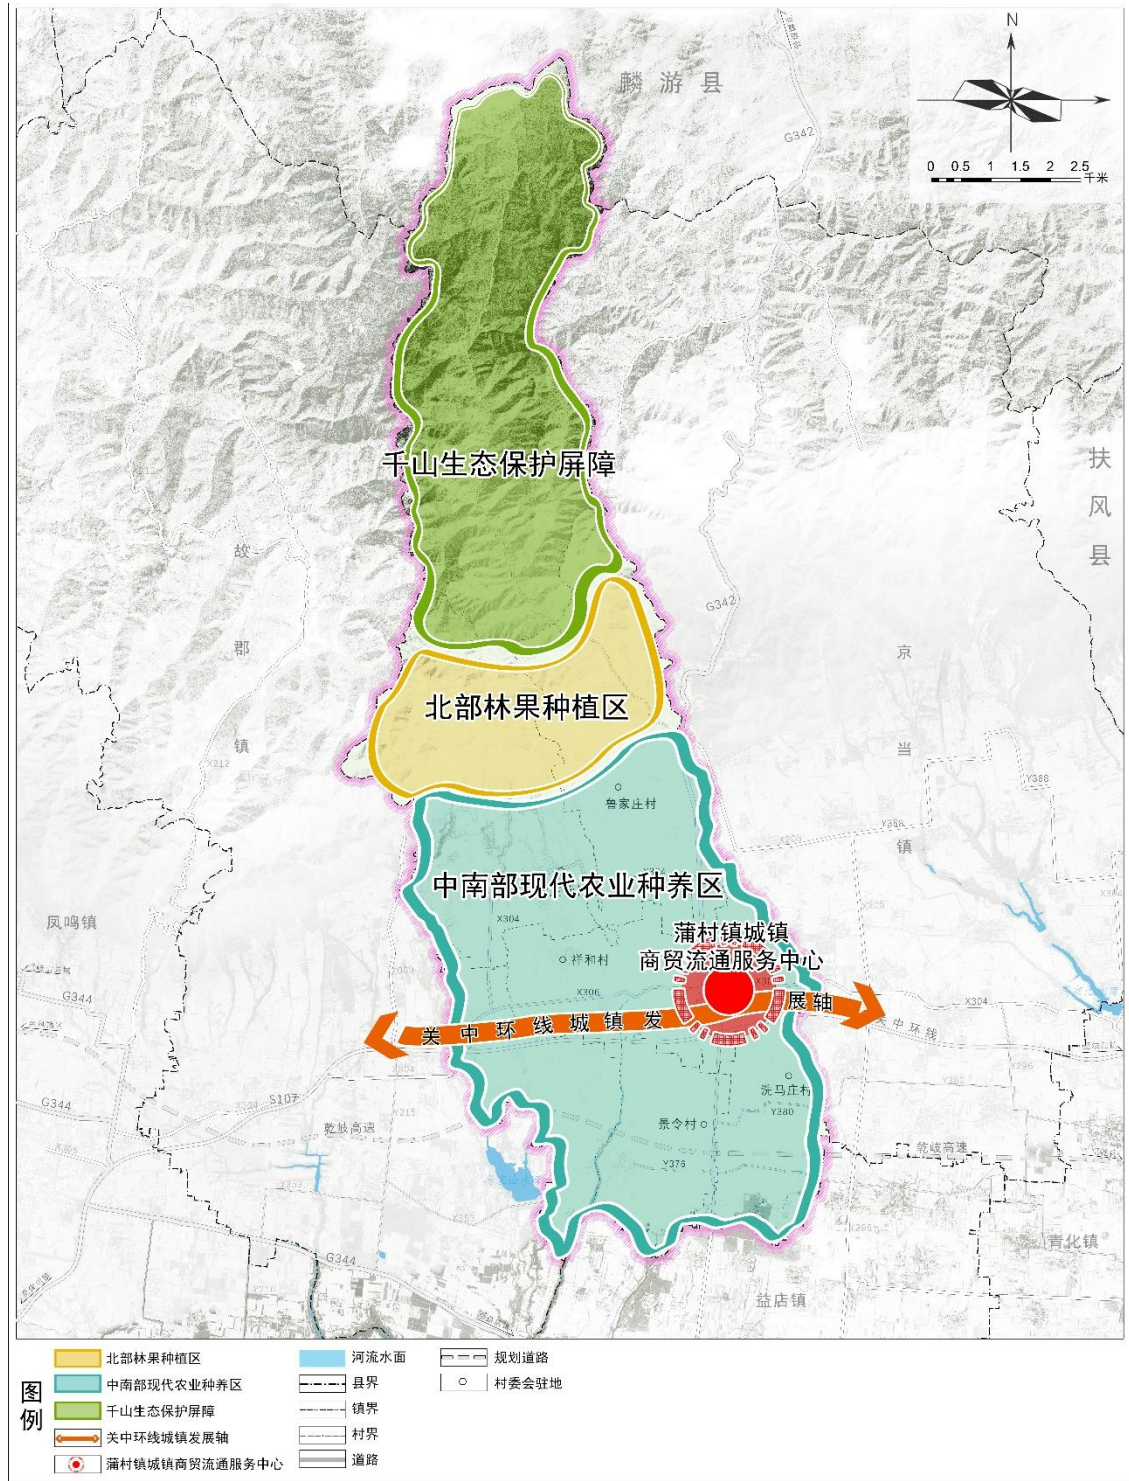 N
麟游县
G342
0 0.5 1 1.5 2 2.5
千米
扶
风
县
千山生态保护屏障
故
郡
镇
G342
京
当
镇
北部林果种植区
X212
Y388
鲁家庄村
Y368
中南部现代农业种养区
凤鸣镇
X304
蒲村镇城镇
商贸流通服务中心
祥和村
G344
X306
X304
关中环线城镇发展轴
关中环线
洗马庄村
X304
G344
S107
Y215
Y380
乾岐高速
景令村
乾岐高速
Y376
G344
青化镇
益店镇
图例
北部林果种植区
中南部现代农业种养区
千山生态保护屏障
关中环线城镇发展轴
蒲村镇城镇商贸流通服务中心
河流水面
县界
镇界
村界
道路
规划道路
村委会驻地